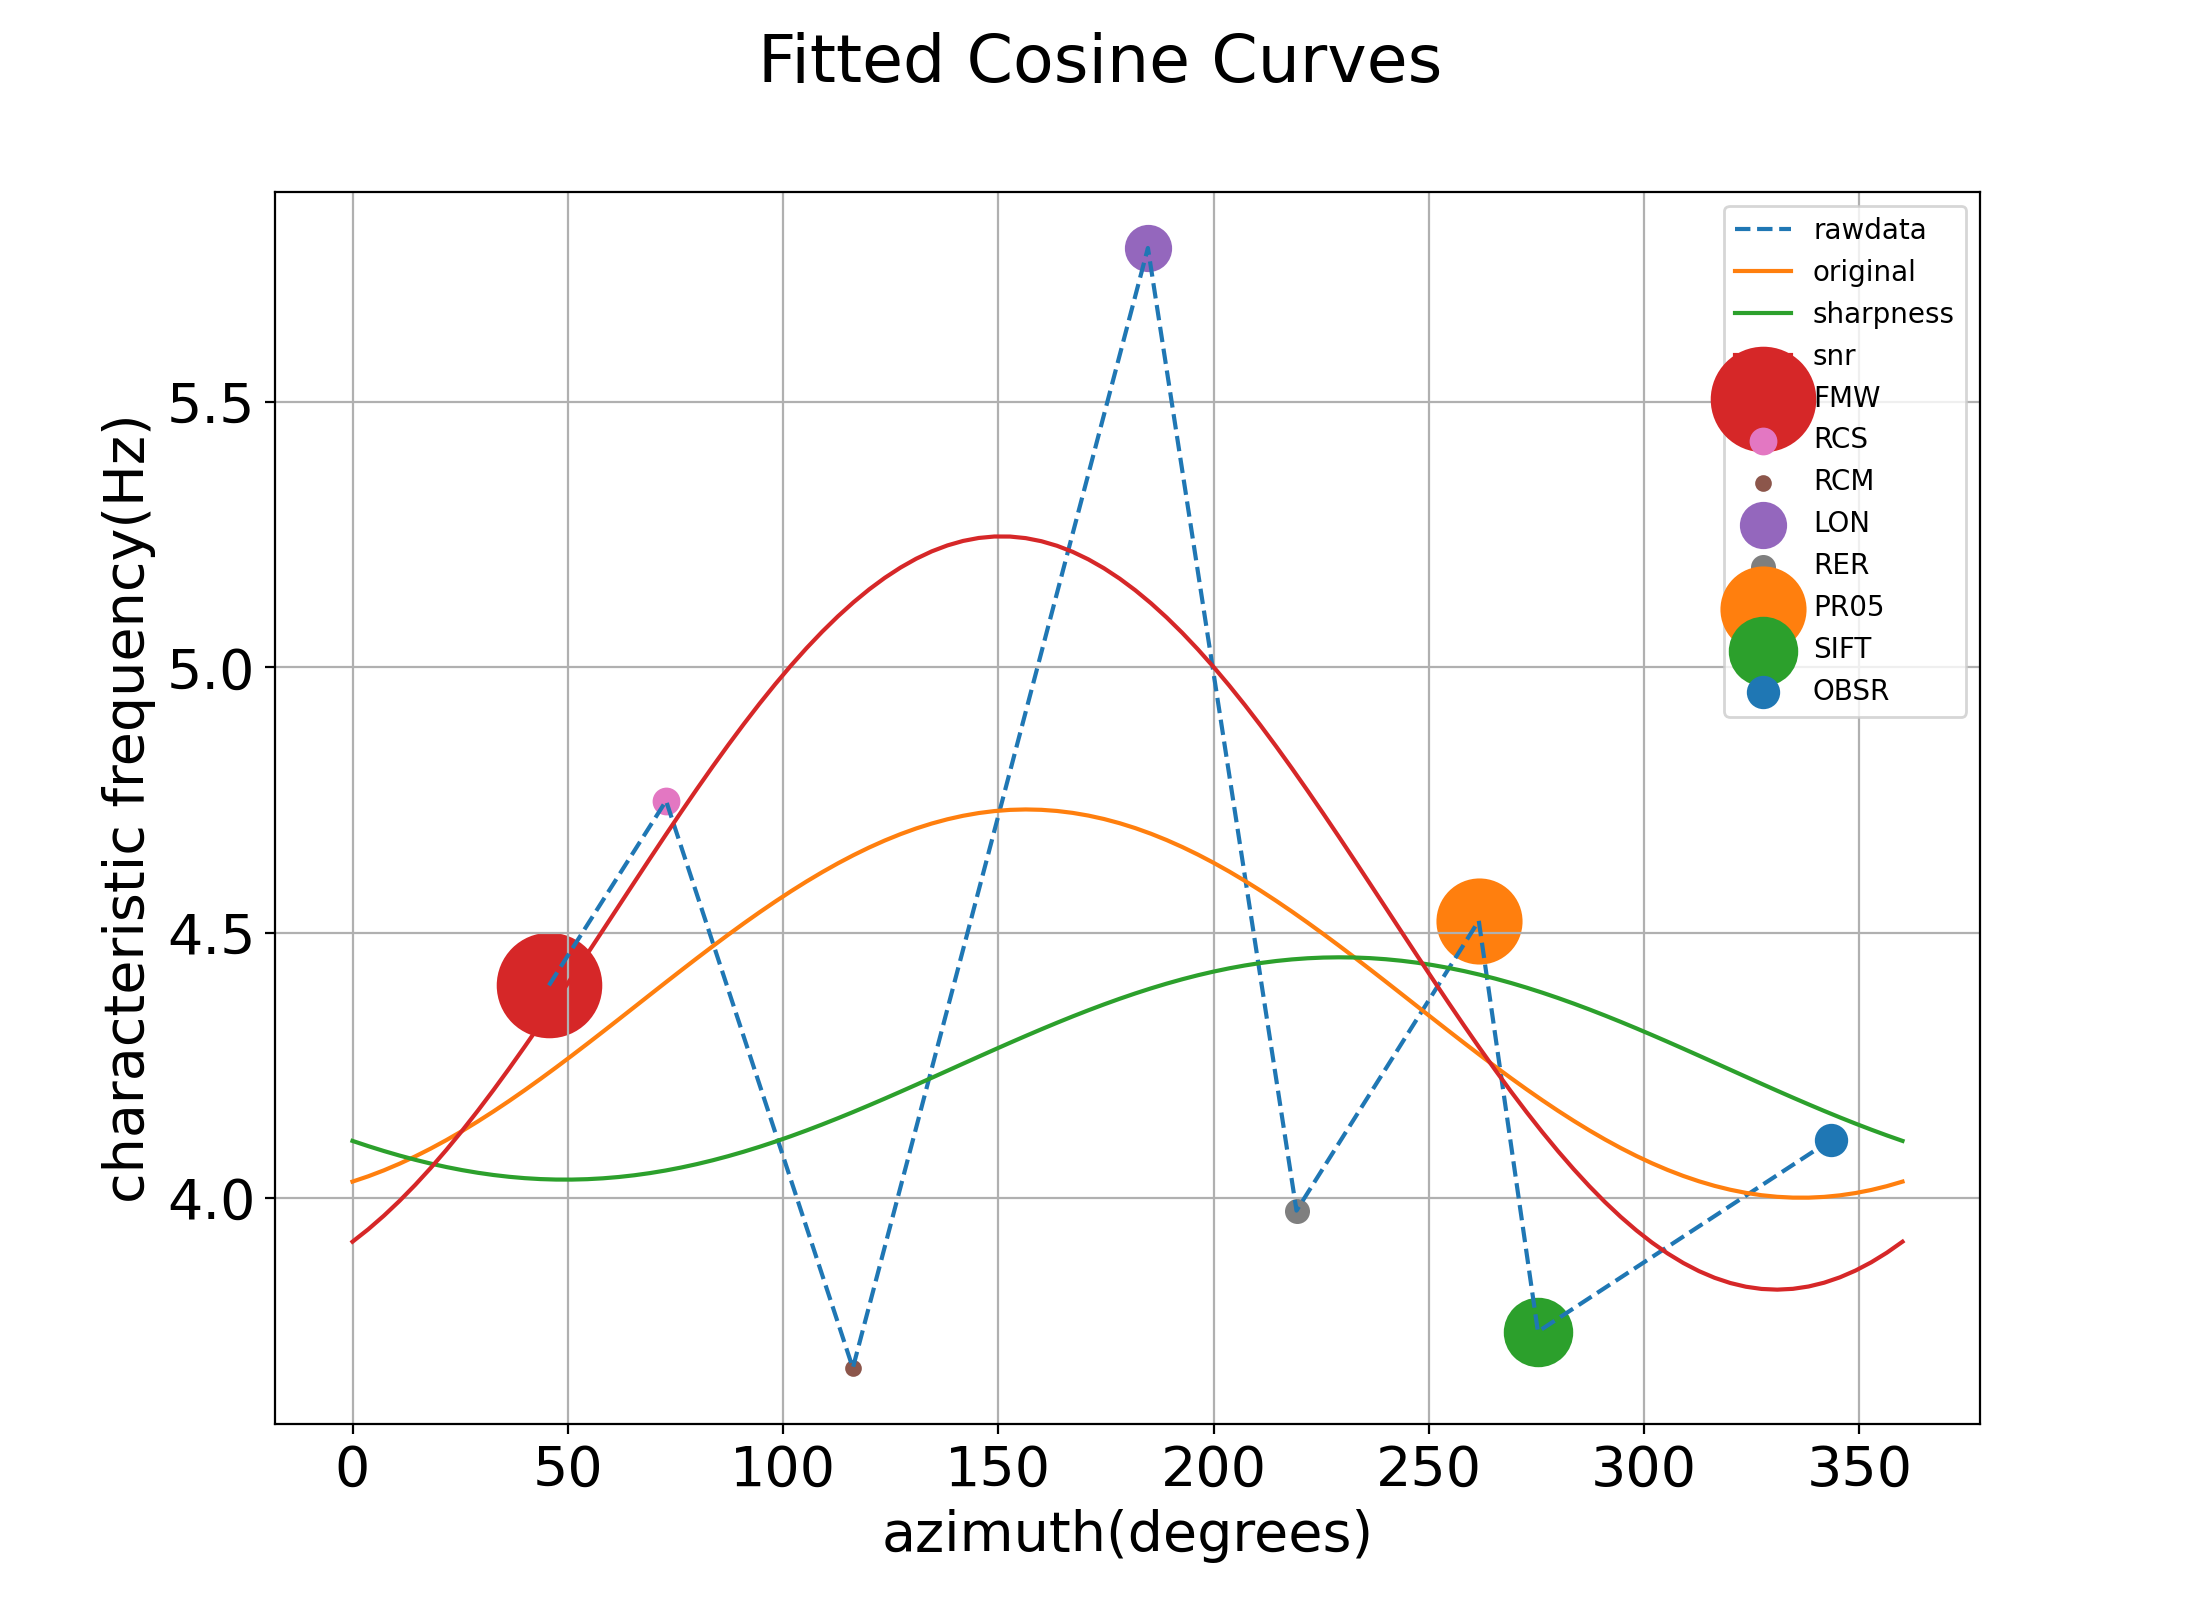 Fitted Cosine Curves
rawdata
original
sharpness
snr
FMW
RCS
RCM
LON
RER
PR05
SIFT
OBSR
characteristic frequency(Hz)
5.5
5.0
4.5
4.0
0 50 100 150 200 250 300 350
azimuth(degrees)